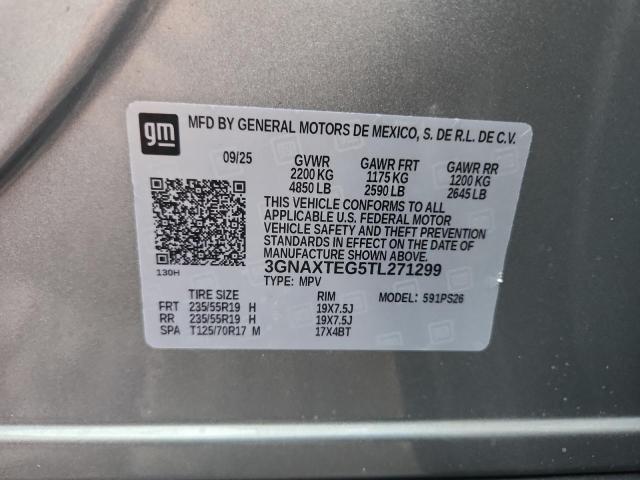 gm
MFD BY GENERAL MOTORS DE MEXICO, S. DE R.L. DE C.V.
09/25 GVWR GAWR FRT GAWR RR
2200 KG 1175 KG 1200 KG
4850 LB 2590 LB 2645 LB
THIS VEHICLE CONFORMS TO ALL
APPLICABLE U.S. FEDERAL MOTOR
VEHICLE SAFETY AND THEFT PREVENTION
STANDARDS IN EFFECT ON THE DATE OF
MANUFACTURE SHOWN ABOVE.
130H 3GNAXTEG5TL271299
TYPE: MPV
TIRE SIZE RIM MODEL: 591PS26
FRT 235/55R19 H 19X7.5J
RR 235/55R19 H 19X7.5J
SPA T125/70R17 M 17X4BT